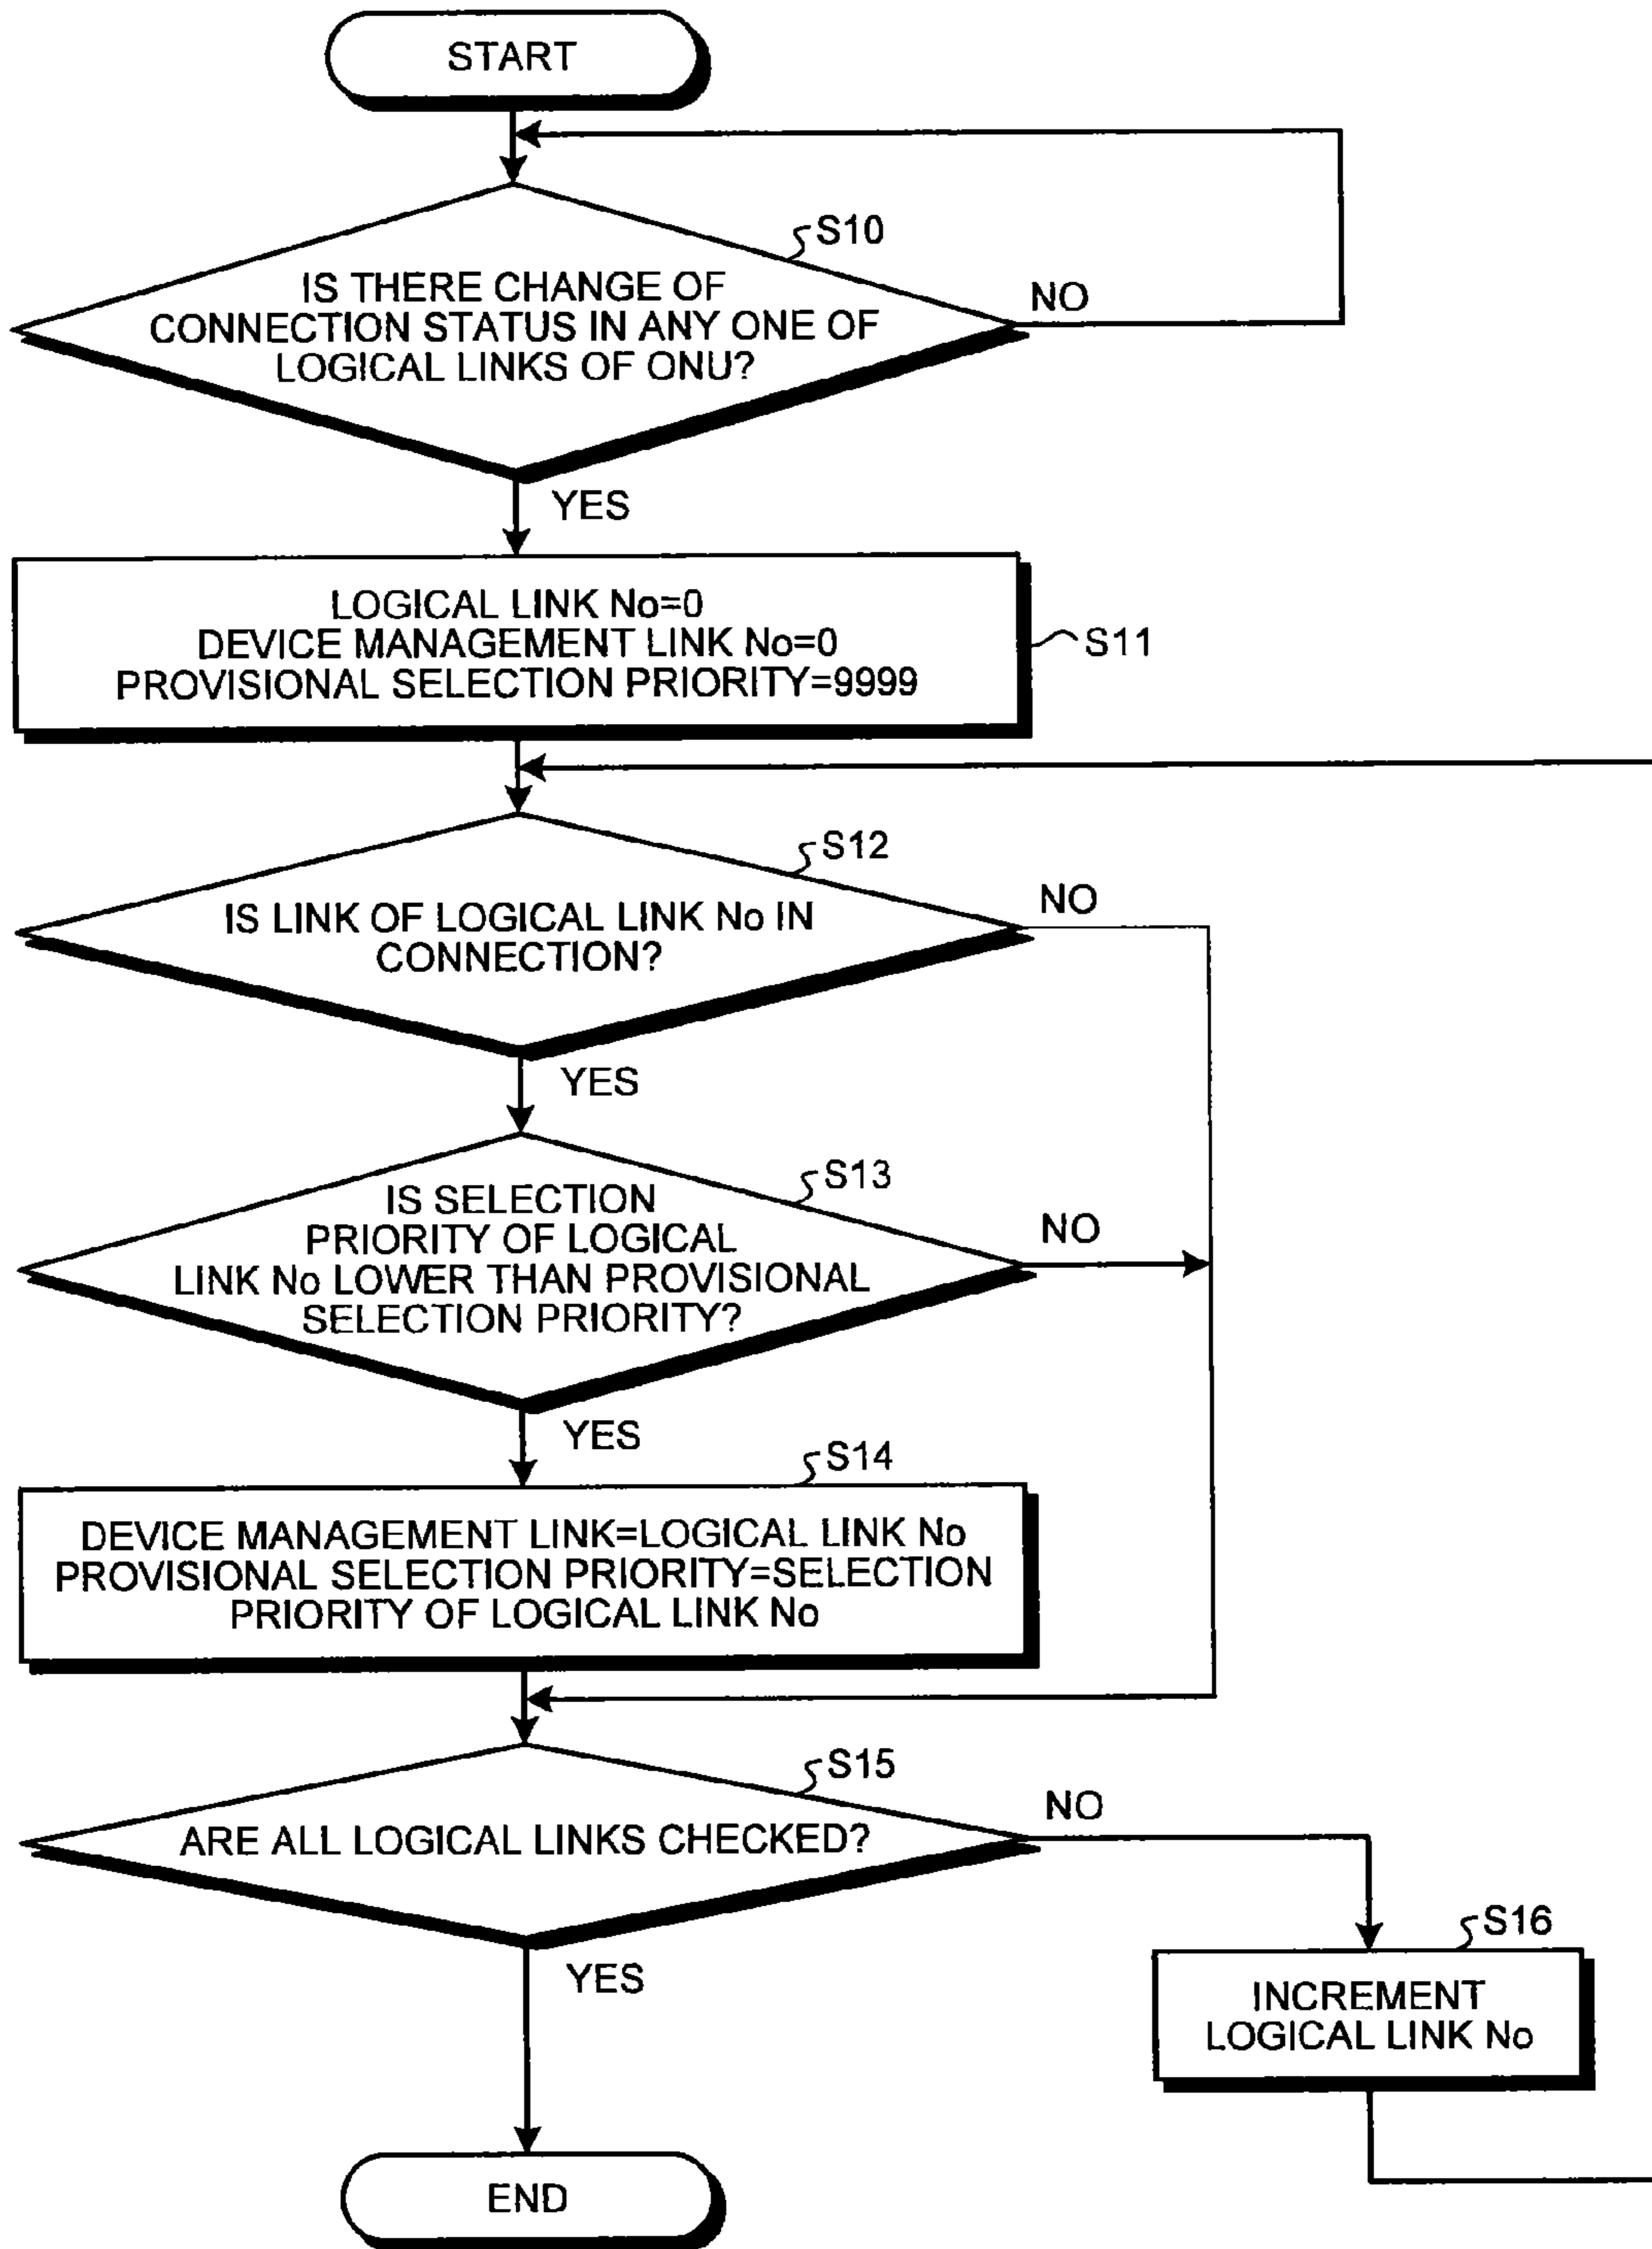 START
S10
IS THERE CHANGE OF
CONNECTION STATUS IN ANY ONE OF
LOGICAL LINKS OF ONU?
NO
YES
LOGICAL LINK No=0
DEVICE MANAGEMENT LINK No=0
PROVISIONAL SELECTION PRIORITY=9999
S11
S12
IS LINK OF LOGICAL LINK No IN
CONNECTION?
NO
YES
S13
IS SELECTION
PRIORITY OF LOGICAL
LINK No LOWER THAN PROVISIONAL
SELECTION PRIORITY?
NO
YES
S14
DEVICE MANAGEMENT LINK=LOGICAL LINK No
PROVISIONAL SELECTION PRIORITY=SELECTION
PRIORITY OF LOGICAL LINK No
S15
ARE ALL LOGICAL LINKS CHECKED?
NO
YES
S16
INCREMENT
LOGICAL LINK No
END